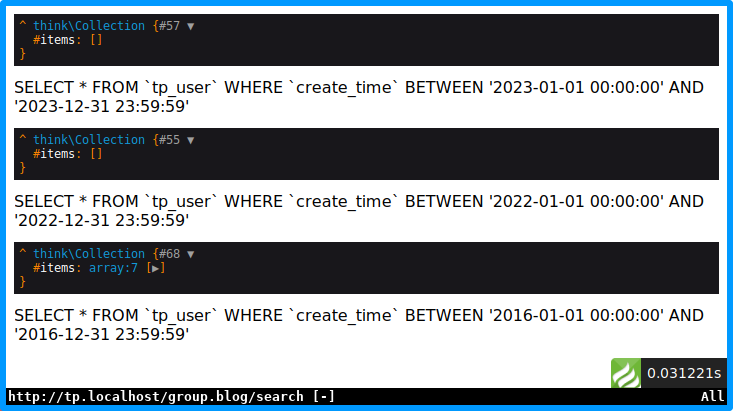 ^ think\Collection {#57 ▼
  #items: []
}
SELECT * FROM `tp_user` WHERE `create_time` BETWEEN '2023-01-01 00:00:00' AND
'2023-12-31 23:59:59'
^ think\Collection {#55 ▼
  #items: []
}
SELECT * FROM `tp_user` WHERE `create_time` BETWEEN '2022-01-01 00:00:00' AND
'2022-12-31 23:59:59'
^ think\Collection {#68 ▼
  #items: array:7 [▶]
}
SELECT * FROM `tp_user` WHERE `create_time` BETWEEN '2016-01-01 00:00:00' AND
'2016-12-31 23:59:59'
0.031221s
http://tp.localhost/group.blog/search [-] All